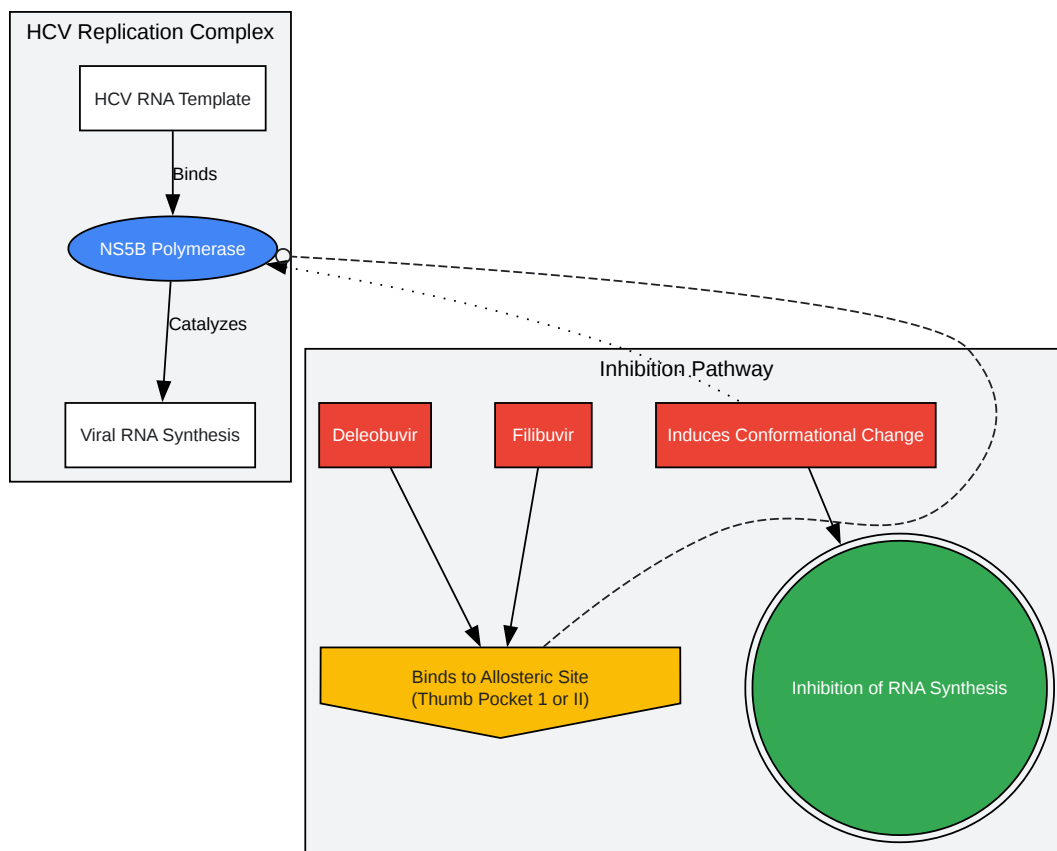 HCV Replication Complex
HCV RNA Template
Binds
NS5B Polymerase
Catalyzes
Viral RNA Synthesis
Inhibition Pathway
Deleobuvir
Filibuvir
Induces Conformational Change
Binds to Allosteric Site
(Thumb Pocket 1 or II)
Inhibition of RNA Synthesis